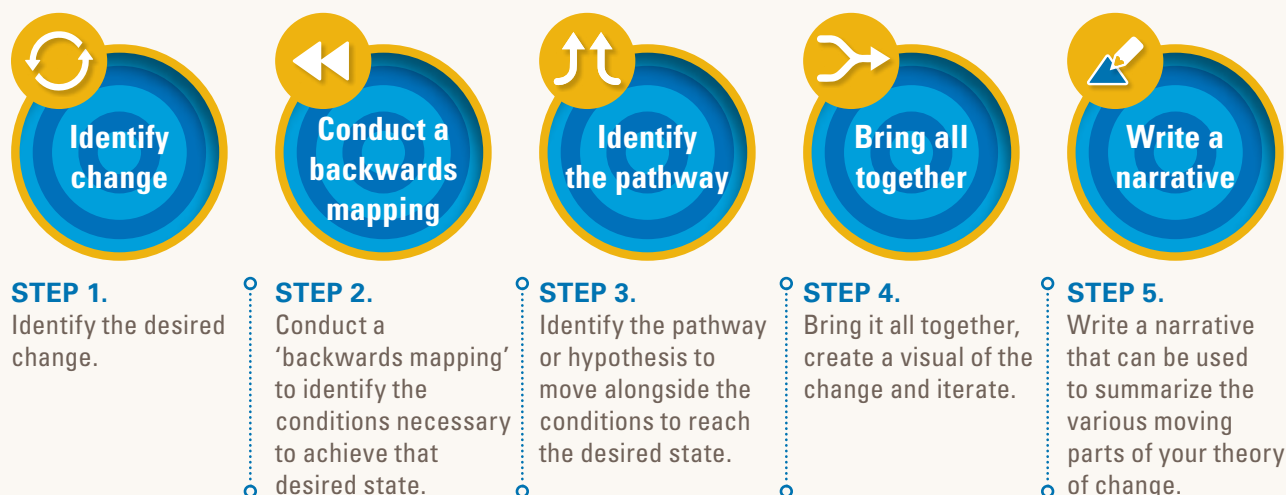 Identify
change
Conduct a
backwards
mapping
Identify
the pathway
Bring all
together
Write a
narrative
STEP 1.
Identify the desired
change.
STEP 2.
Conduct a
‘backwards mapping’
to identify the
conditions necessary
to achieve that
desired state.
STEP 3.
Identify the pathway
or hypothesis to
move alongside the
conditions to reach
the desired state.
STEP 4.
Bring it all together,
create a visual of the
change and iterate.
STEP 5.
Write a narrative
that can be used
to summarize the
various moving
parts of your theory
of change.